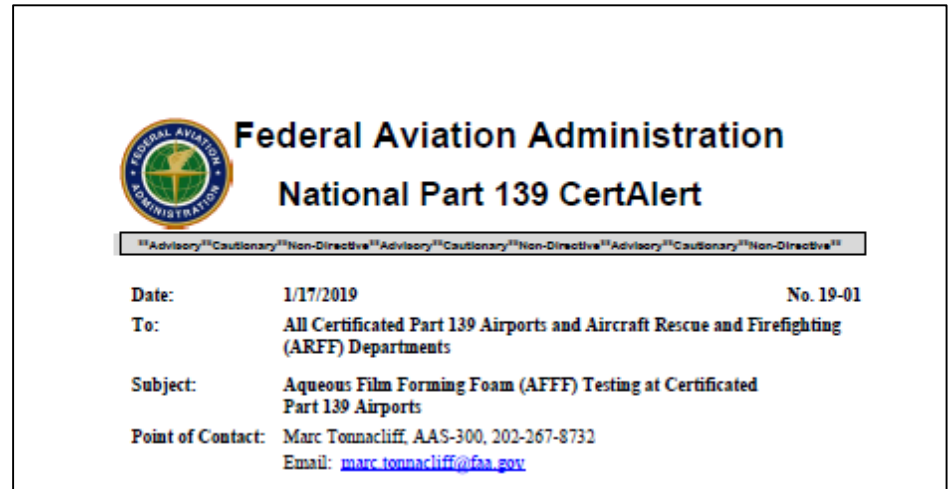 FEDERAL AVIATION
ADMINISTRATION
Federal Aviation Administration
National Part 139 CertAlert
**Advisory**Cautionary**Non-Directive**Advisory**Cautionary**Non-Directive**Advisory**Cautionary**Non-Directive**
Date: 1/17/2019 No. 19-01
To: All Certificated Part 139 Airports and Aircraft Rescue and Firefighting
(ARFF) Departments
Subject: Aqueous Film Forming Foam (AFFF) Testing at Certificated
Part 139 Airports
Point of Contact: Marc Tonnacliff, AAS-300, 202-267-8732
Email: marc.tonnacliff@faa.gov